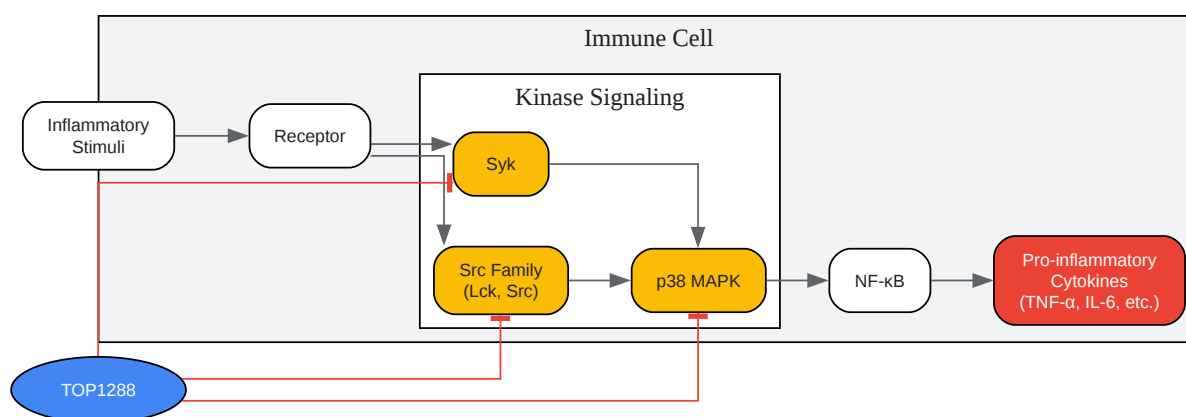 Immune Cell
Kinase Signaling
Inflammatory
Stimuli
Receptor
Syk
Src Family
(Lck, Src)
p38 MAPK
NF-κB
Pro-inflammatory
Cytokines
(TNF-α, IL-6, etc.)
TOP1288